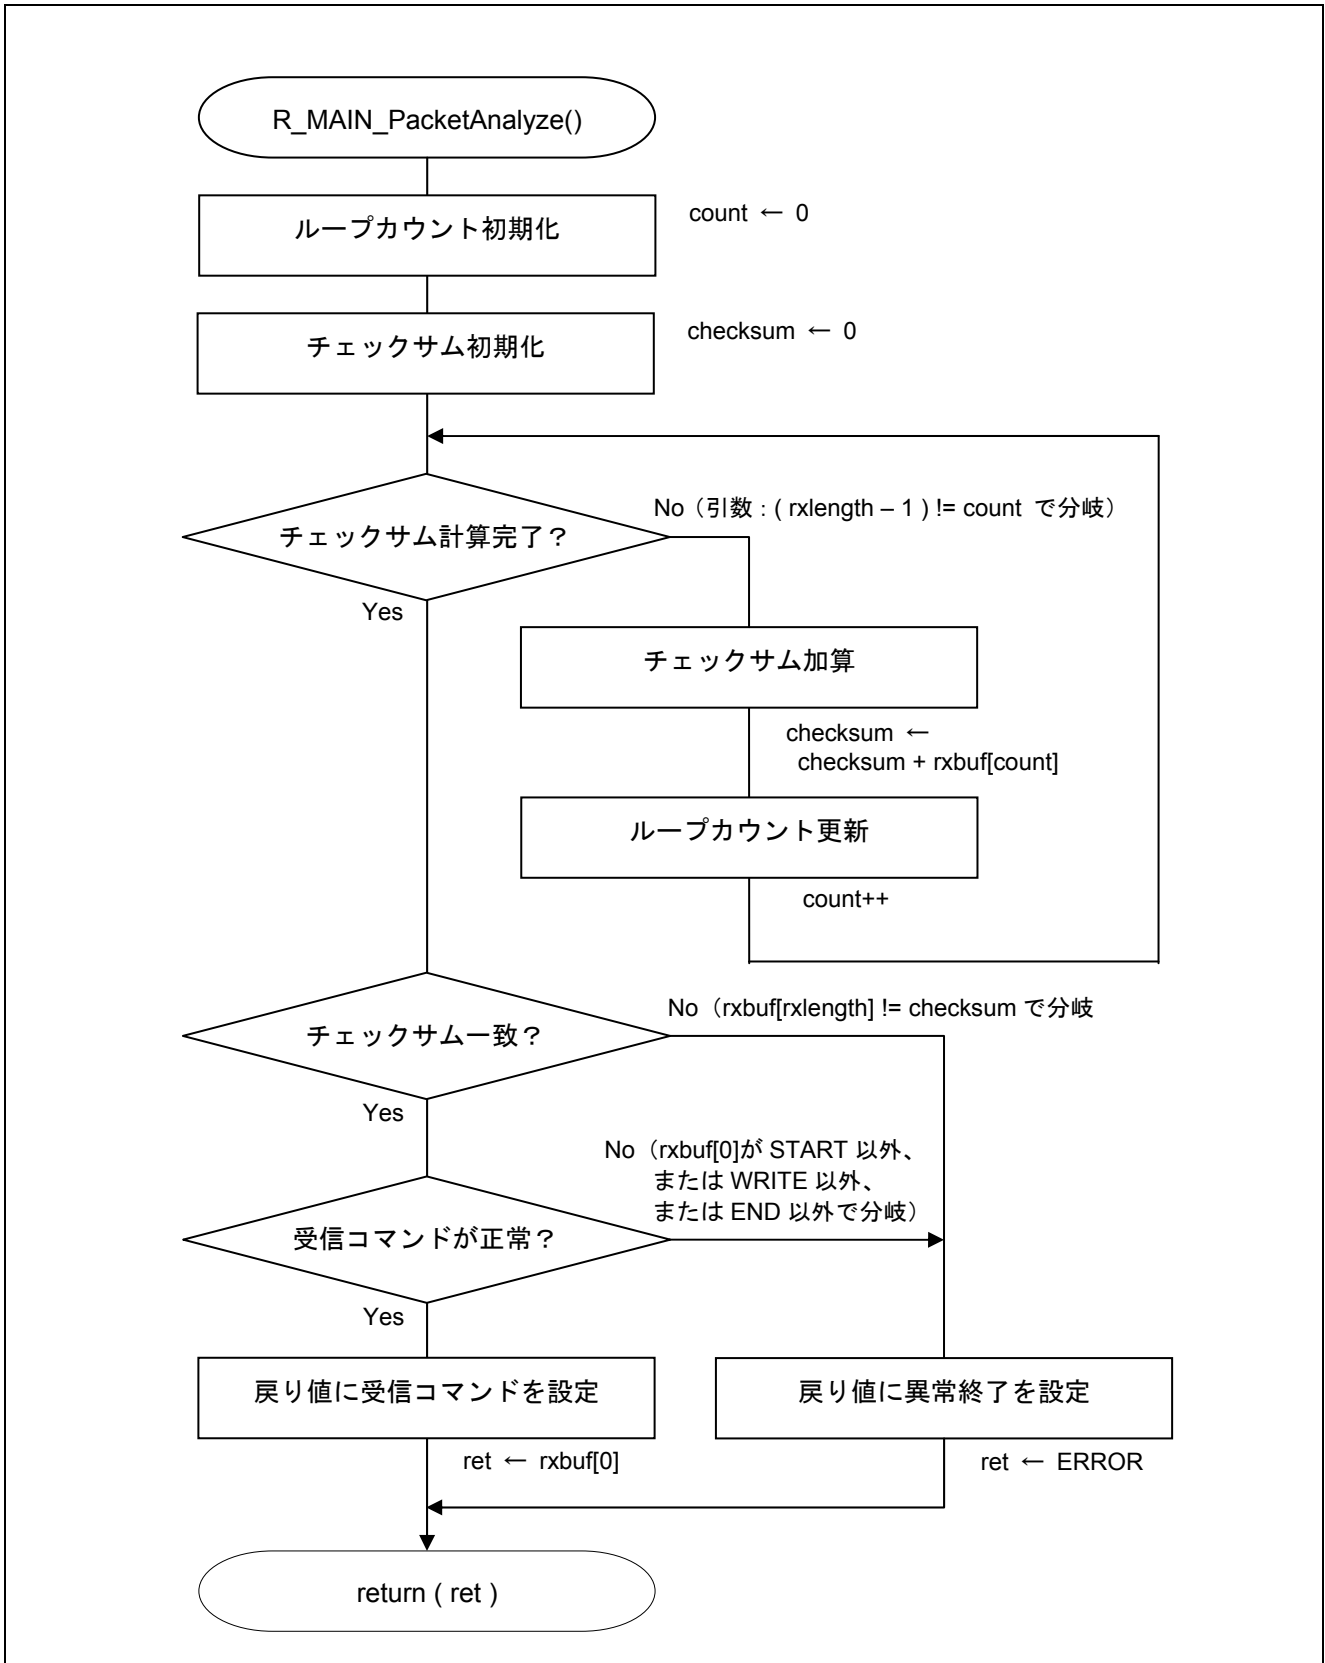 R_MAIN_PacketAnalyze()
ループカウント初期化
count ← 0
チェックサム初期化
checksum ← 0
No（引数 : ( rxlength – 1 ) != count で分岐）
チェックサム計算完了？
Yes
チェックサム加算
checksum ←
checksum + rxbuf[count]
ループカウント更新
count++
No（rxbuf[rxlength] != checksum で分岐
チェックサム一致？
Yes
No（rxbuf[0]が START 以外、
または WRITE 以外、
または END 以外で分岐）
受信コマンドが正常？
Yes
戻り値に受信コマンドを設定
戻り値に異常終了を設定
ret ← rxbuf[0]
ret ← ERROR
return ( ret )